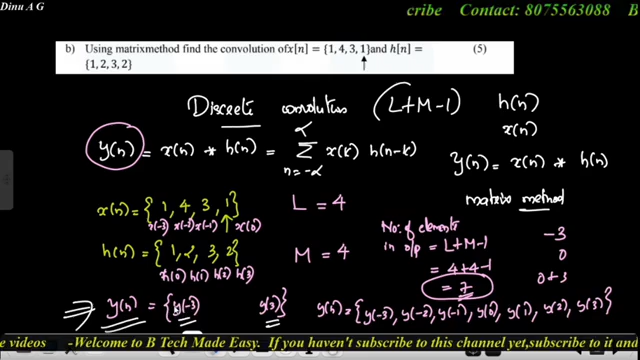 Dinu A G
cribe Contact: 8075563088 B
b) Using matrixmethod find the convolution ofx[n] = {1, 4, 3, 1}and h[n] = (5)
{1, 2, 3, 2}
Discrete convolution (L+M-1) h(n)
x(n)
y(n) = x(n) * h(n) = ∑ x(k) h(n-k)
α
n=-α
y(n) = x(n) * h(n)
matrix method
x(n) = { 1, 4, 3, 1 } L = 4
x(-3) x(-2) x(-1) x(0)
h(n) = { 1, 2, 3, 2 } M = 4
h(0) h(1) h(2) h(3)
No: of elements
in o/p = L+M-1
= 4+4-1
= 7
-3
0
0+3
⇒ y(n) = { y(-3) y(3) } y(n) = { y(-3), y(-2), y(-1), y(0), y(1), y(2), y(3) }
e videos -Welcome to B Tech Made Easy. If You haven't subscribed to this channel yet,subscribe to it and